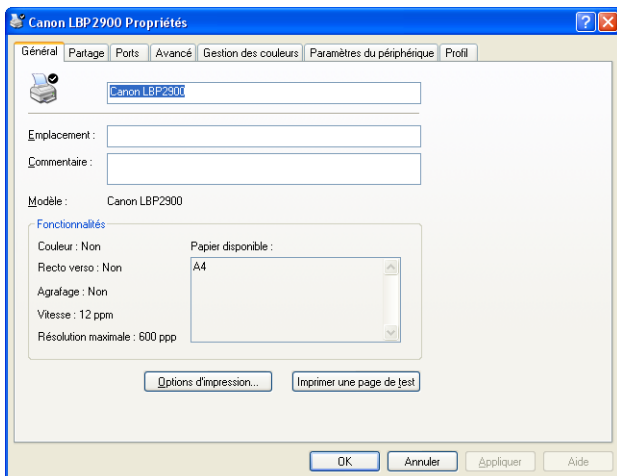 Canon LBP2900 Propriétés
Général Partage Ports Avancé Gestion des couleurs Paramètres du périphérique Profil
Canon LBP2900
Emplacement :
Commentaire :
Modèle : Canon LBP2900
Fonctionnalités
Couleur : Non Papier disponible :
Recto verso : Non A4
Agrafage : Non
Vitesse : 12 ppm
Résolution maximale : 600 ppp
Options d'impression... Imprimer une page de test
OK Annuler Appliquer Aide